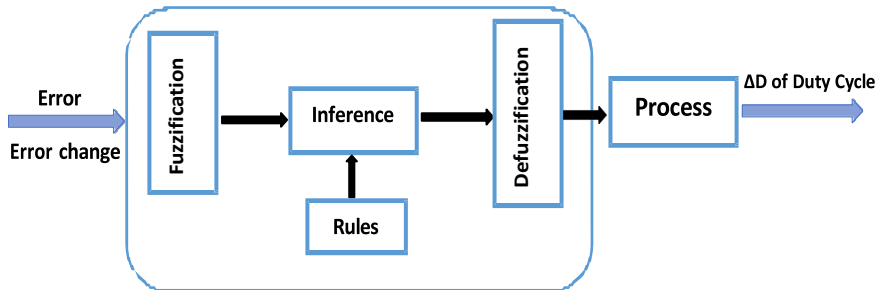 Error
Error change
Fuzzification
Inference
Rules
Defuzzification
Process
ΔD of Duty Cycle